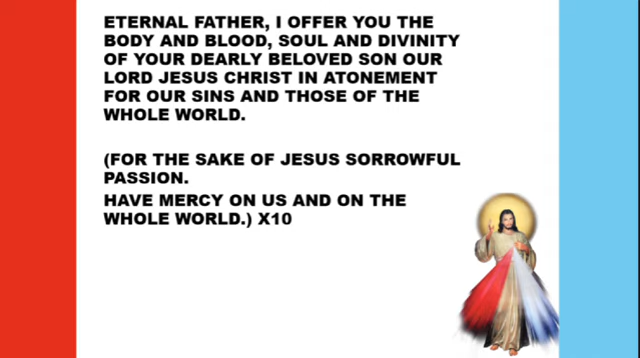 ETERNAL FATHER, I OFFER YOU THE
BODY AND BLOOD, SOUL AND DIVINITY
OF YOUR DEARLY BELOVED SON OUR
LORD JESUS CHRIST IN ATONEMENT
FOR OUR SINS AND THOSE OF THE
WHOLE WORLD.
(FOR THE SAKE OF JESUS SORROWFUL
PASSION.
HAVE MERCY ON US AND ON THE
WHOLE WORLD.) X10